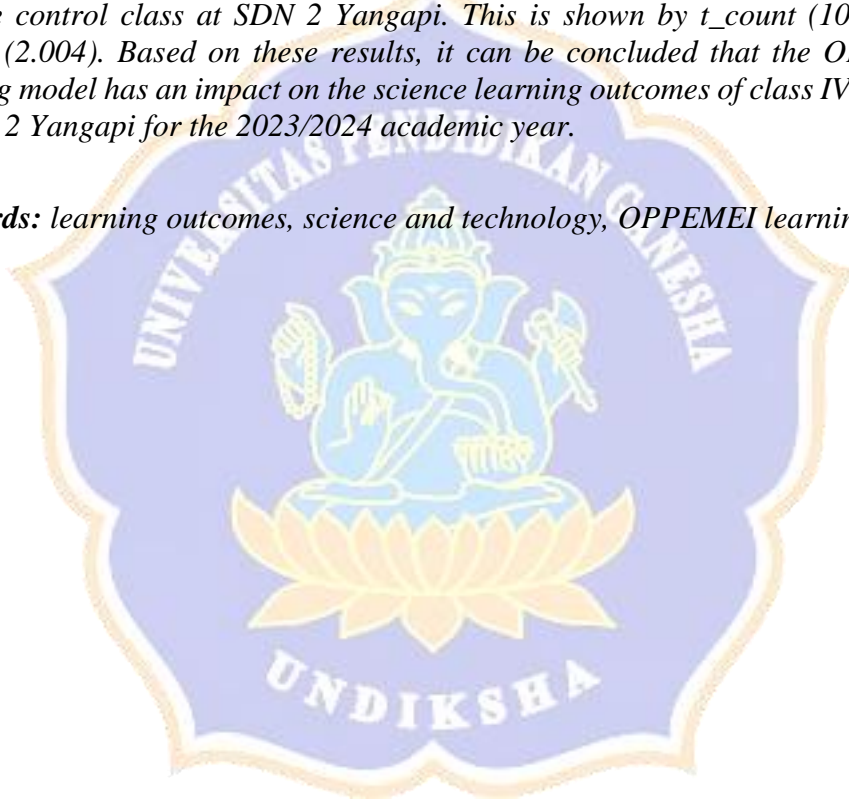 e control class at SDN 2 Yangapi. This is shown by t_count (10
(2.004). Based on these results, it can be concluded that the O
g model has an impact on the science learning outcomes of class IV
2 Yangapi for the 2023/2024 academic year.
rds: learning outcomes, science and technology, OPPEMEI learnin
UNIVERSITAS PENDIDIKAN GANESHA
UNDIKSHA